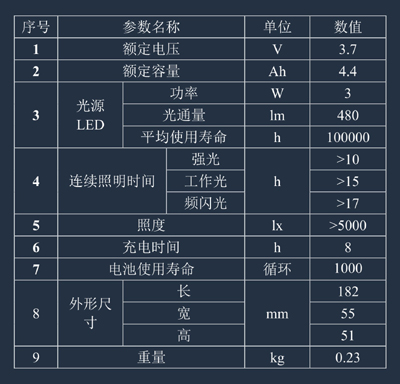 序号 参数名称 单位 数值
1 额定电压 V 3.7
2 额定容量 Ah 4.4
3 光源LED 功率 W 3
光通量 lm 480
平均使用寿命 h 100000
4 连续照明时间 强光 h >10
工作光 >15
频闪光 >17
5 照度 lx >5000
6 充电时间 h 8
7 电池使用寿命 循环 1000
8 外形尺寸 长 mm 182
宽 55
高 51
9 重量 kg 0.23